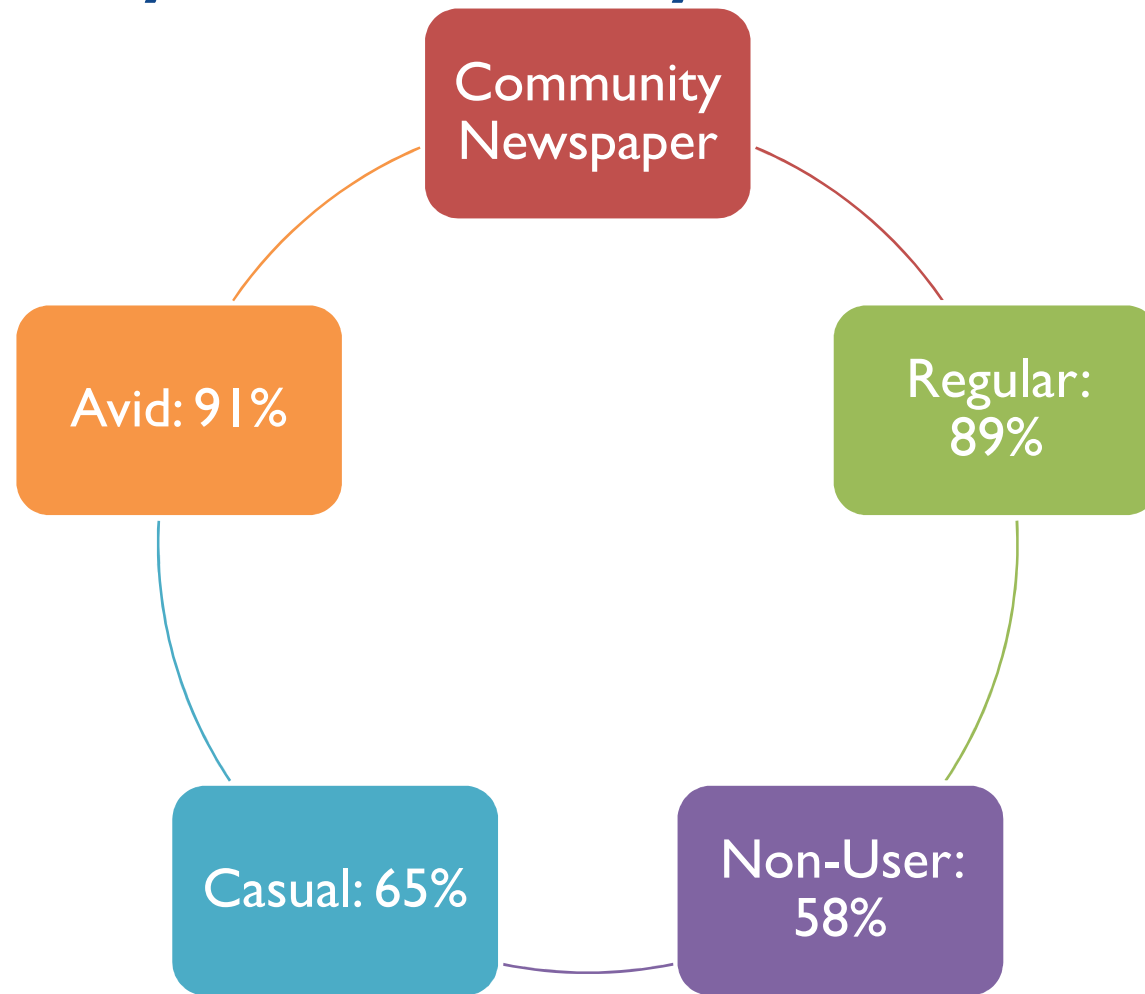 Community
Newspaper
Avid: 91%
Regular:
89%
Casual: 65%
Non-User:
58%